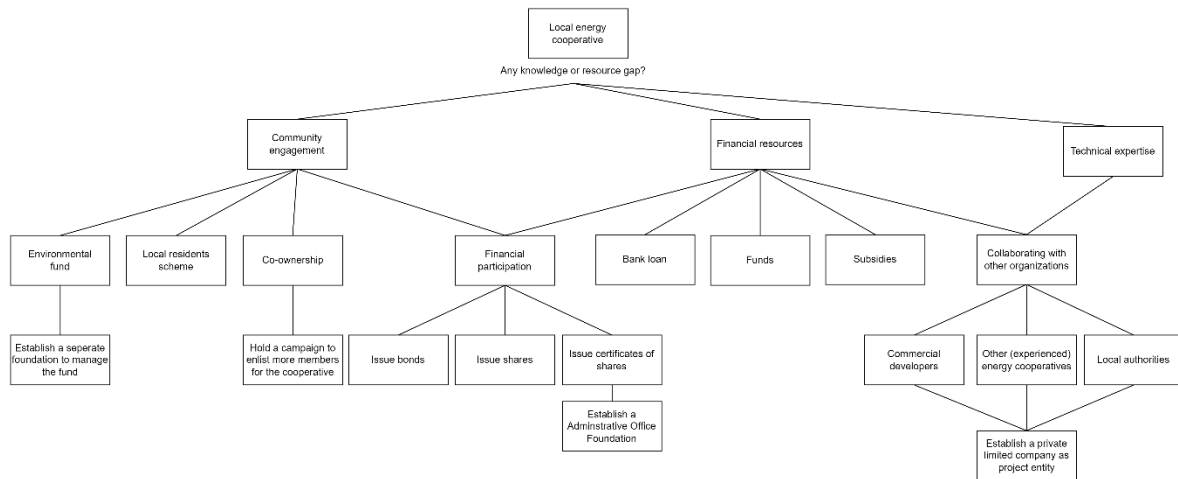 Local energy
cooperative
Any knowledge or resource gap?
Community
engagement
Financial resources
Technical expertise
Environmental
fund
Local residents
scheme
Co-ownership
Financial
participation
Bank loan
Funds
Subsidies
Collaborating with
other organizations
Establish a seperate
foundation to manage
the fund
Hold a campaign to
enlist more members
for the cooperative
Issue bonds
Issue shares
Issue certificates of
shares
Commercial
developers
Other (experienced)
energy cooperatives
Local authorities
Establish a
Adminstrative Office
Foundation
Establish a private
limited company as
project entity